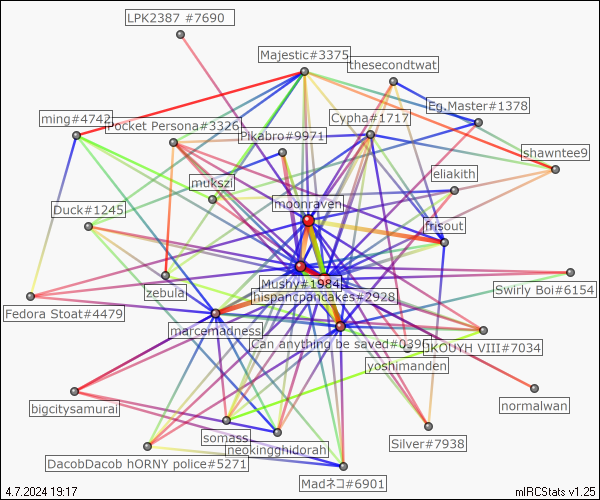 LPK2387 #7690
Majestic#3375
thesecondtwat
Eg.Master#1378
ming#4742
Pocket Persona#3326
Cypha#1717
Pikabro#9971
shawntee9
eliakith
mukszi
moonraven
Duck#1245
frisout
Mushy#1984
Swirly Boi#6154
zebula
hispancpancakes#2928
Fedora Stoat#4479
marcemadness
Can anything be saved#0390
JKOUYH VIII#7034
yoshimanden
bigcitysamurai
normalwan
somass
neokingghidorah
Silver#7938
DacobDacob hORNY police#5271
Madネコ#6901
4.7.2024 19:17
mIRCStats v1.25